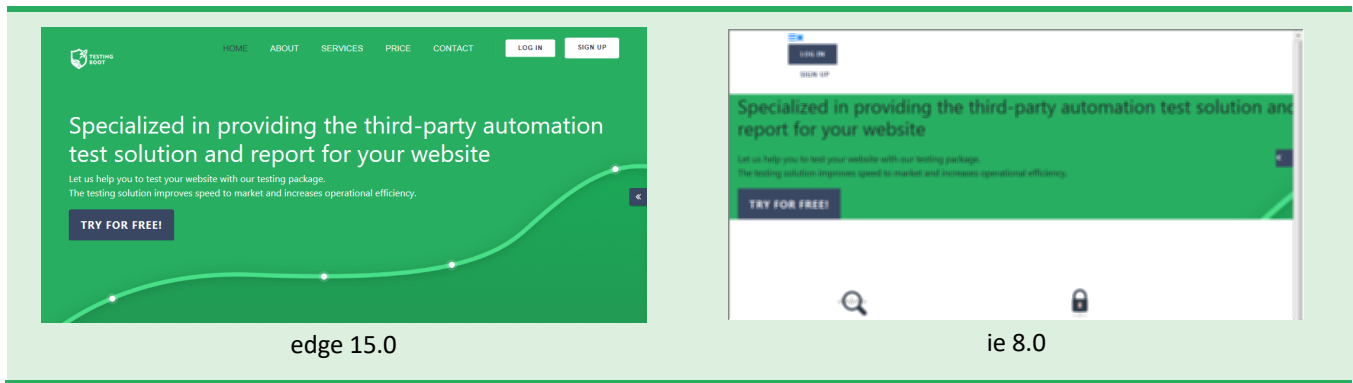 TESTING
ROOT
HOME ABOUT SERVICES PRICE CONTACT LOG IN SIGN UP
Specialized in providing the third-party automation
test solution and report for your website
Let us help you to test your website with our testing package.
The testing solution improves speed to market and increases operational efficiency.
TRY FOR FREE!
edge 15.0
LOG IN
SIGN UP
Specialized in providing the third-party automation test solution and
report for your website
Let us help you to test your website with our testing package.
The testing solution improves speed to market and increases operational efficiency.
TRY FOR FREE!
ie 8.0